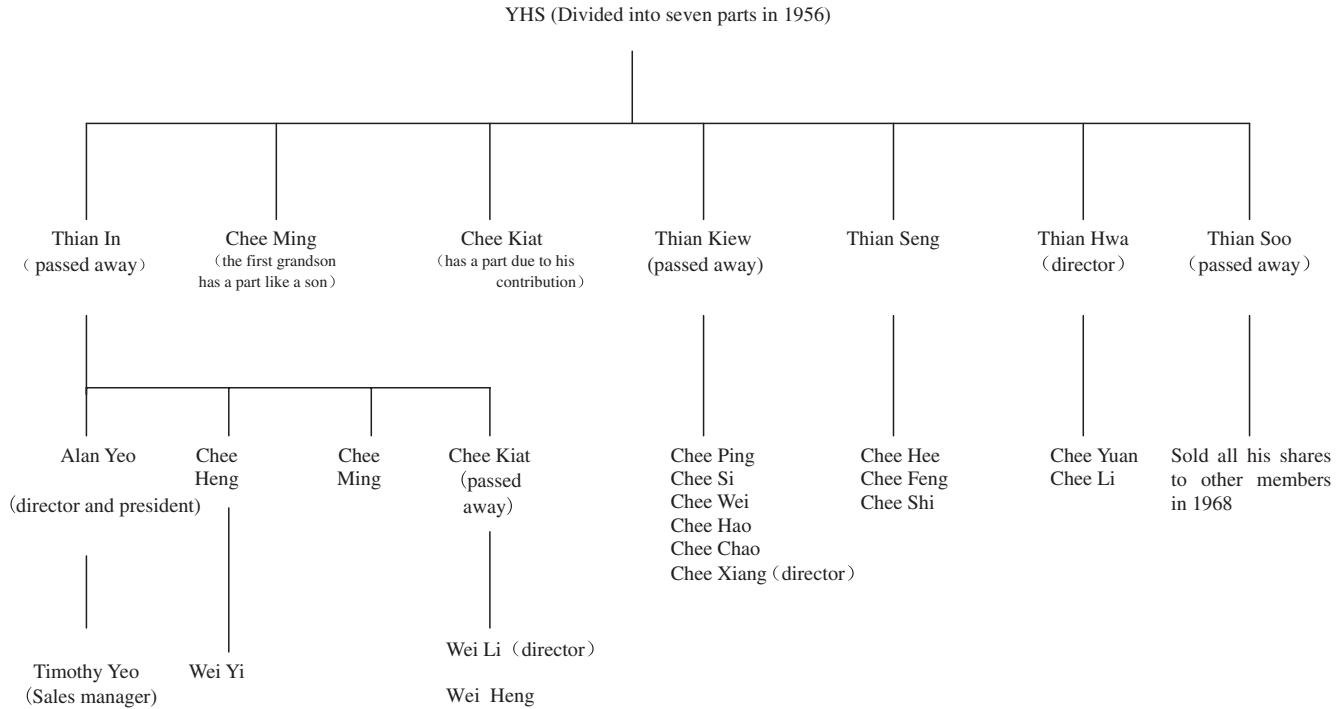 YHS (Divided into seven parts in 1956)
Thian In
（passed away）
Chee Ming
（the first grandson
has a part like a son）
Chee Kiat
（has a part due to his
contribution）
Thian Kiew
(passed away)
Thian Seng
Thian Hwa
（director）
Thian Soo
（passed away）
Alan Yeo
(director and president)
Chee
Heng
Chee
Ming
Chee Kiat
（passed
away）
Chee Ping
Chee Si
Chee Wei
Chee Hao
Chee Chao
Chee Xiang（director）
Chee Hee
Chee Feng
Chee Shi
Chee Yuan
Chee Li
Sold all his shares
to other members
in 1968
Timothy Yeo
（Sales manager)
Wei Yi
Wei Li（director）
Wei Heng